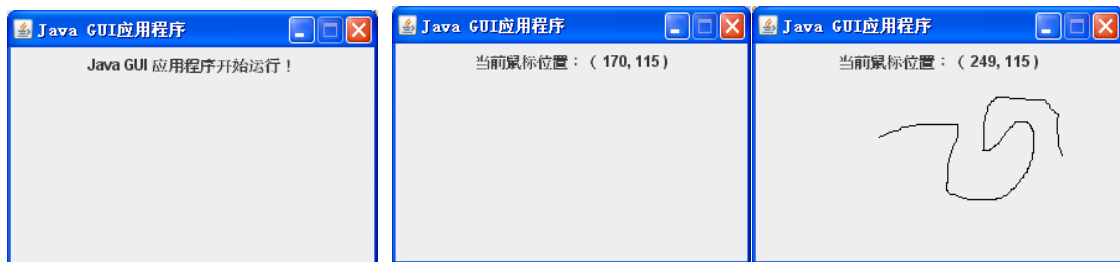 Java GUI应用程序
Java GUI 应用程序开始运行！
Java GUI应用程序
当前鼠标位置：（ 170, 115 )
Java GUI应用程序
当前鼠标位置：（ 249, 115 )